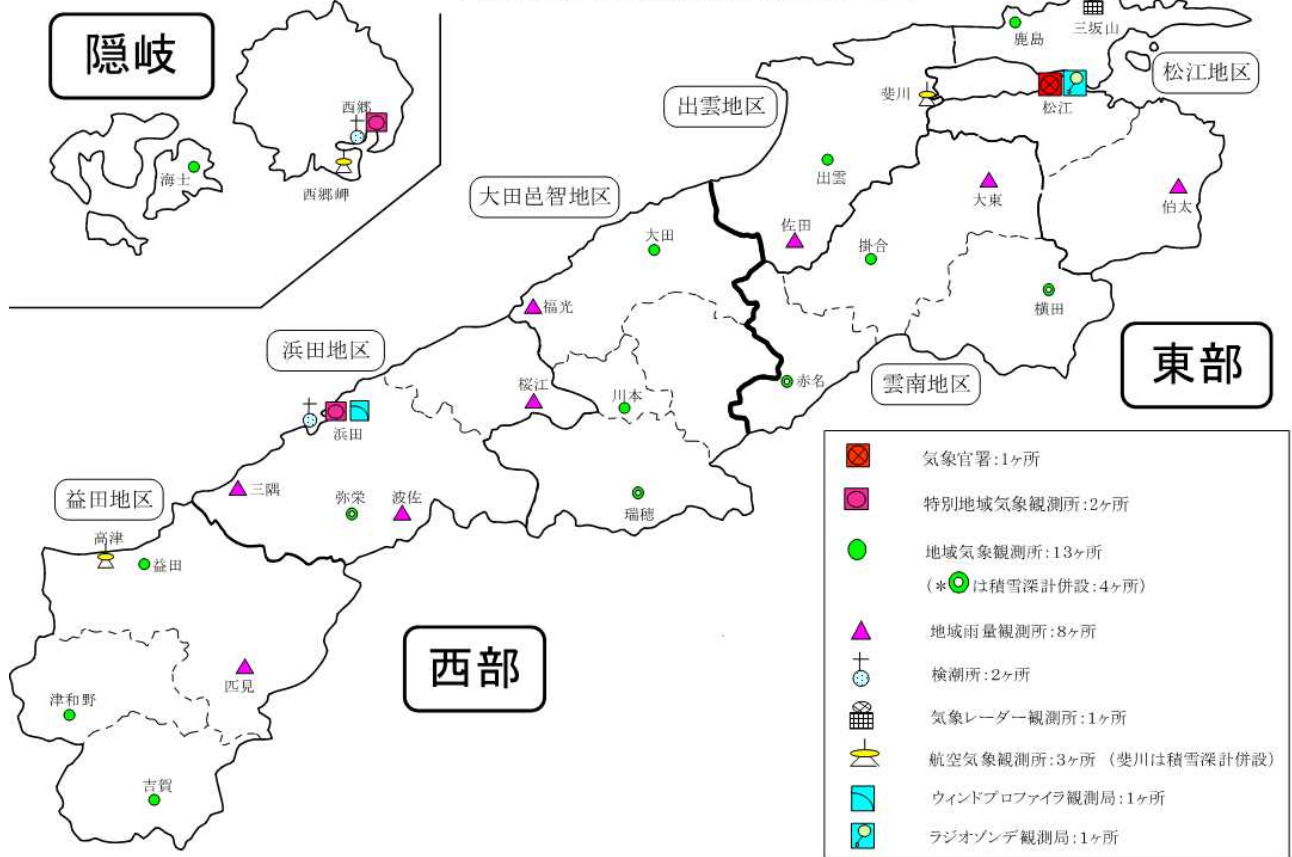 隠岐
西郷
海士
西郷岬
鹿島
三坂山
松江地区
出雲地区
斐川
松江
出雲
大田邑智地区
大東
伯太
佐田
大田
掛合
横田
福光
東部
浜田地区
赤名
雲南地区
桜江
川本
浜田
三隅
弥栄
波佐
瑞穂
益田地区
高津
益田
西部
匹見
津和野
吉賀
気象官署:1ヶ所
特別地域気象観測所:2ヶ所
地域気象観測所:13ヶ所
(*◎は積雪深計併設:4ヶ所)
地域雨量観測所:8ヶ所
検潮所:2ヶ所
気象レーダー観測所:1ヶ所
航空気象観測所:3ヶ所 (斐川は積雪深計併設)
ウィンドプロファイラ観測局:1ヶ所
ラジオゾンデ観測局:1ヶ所